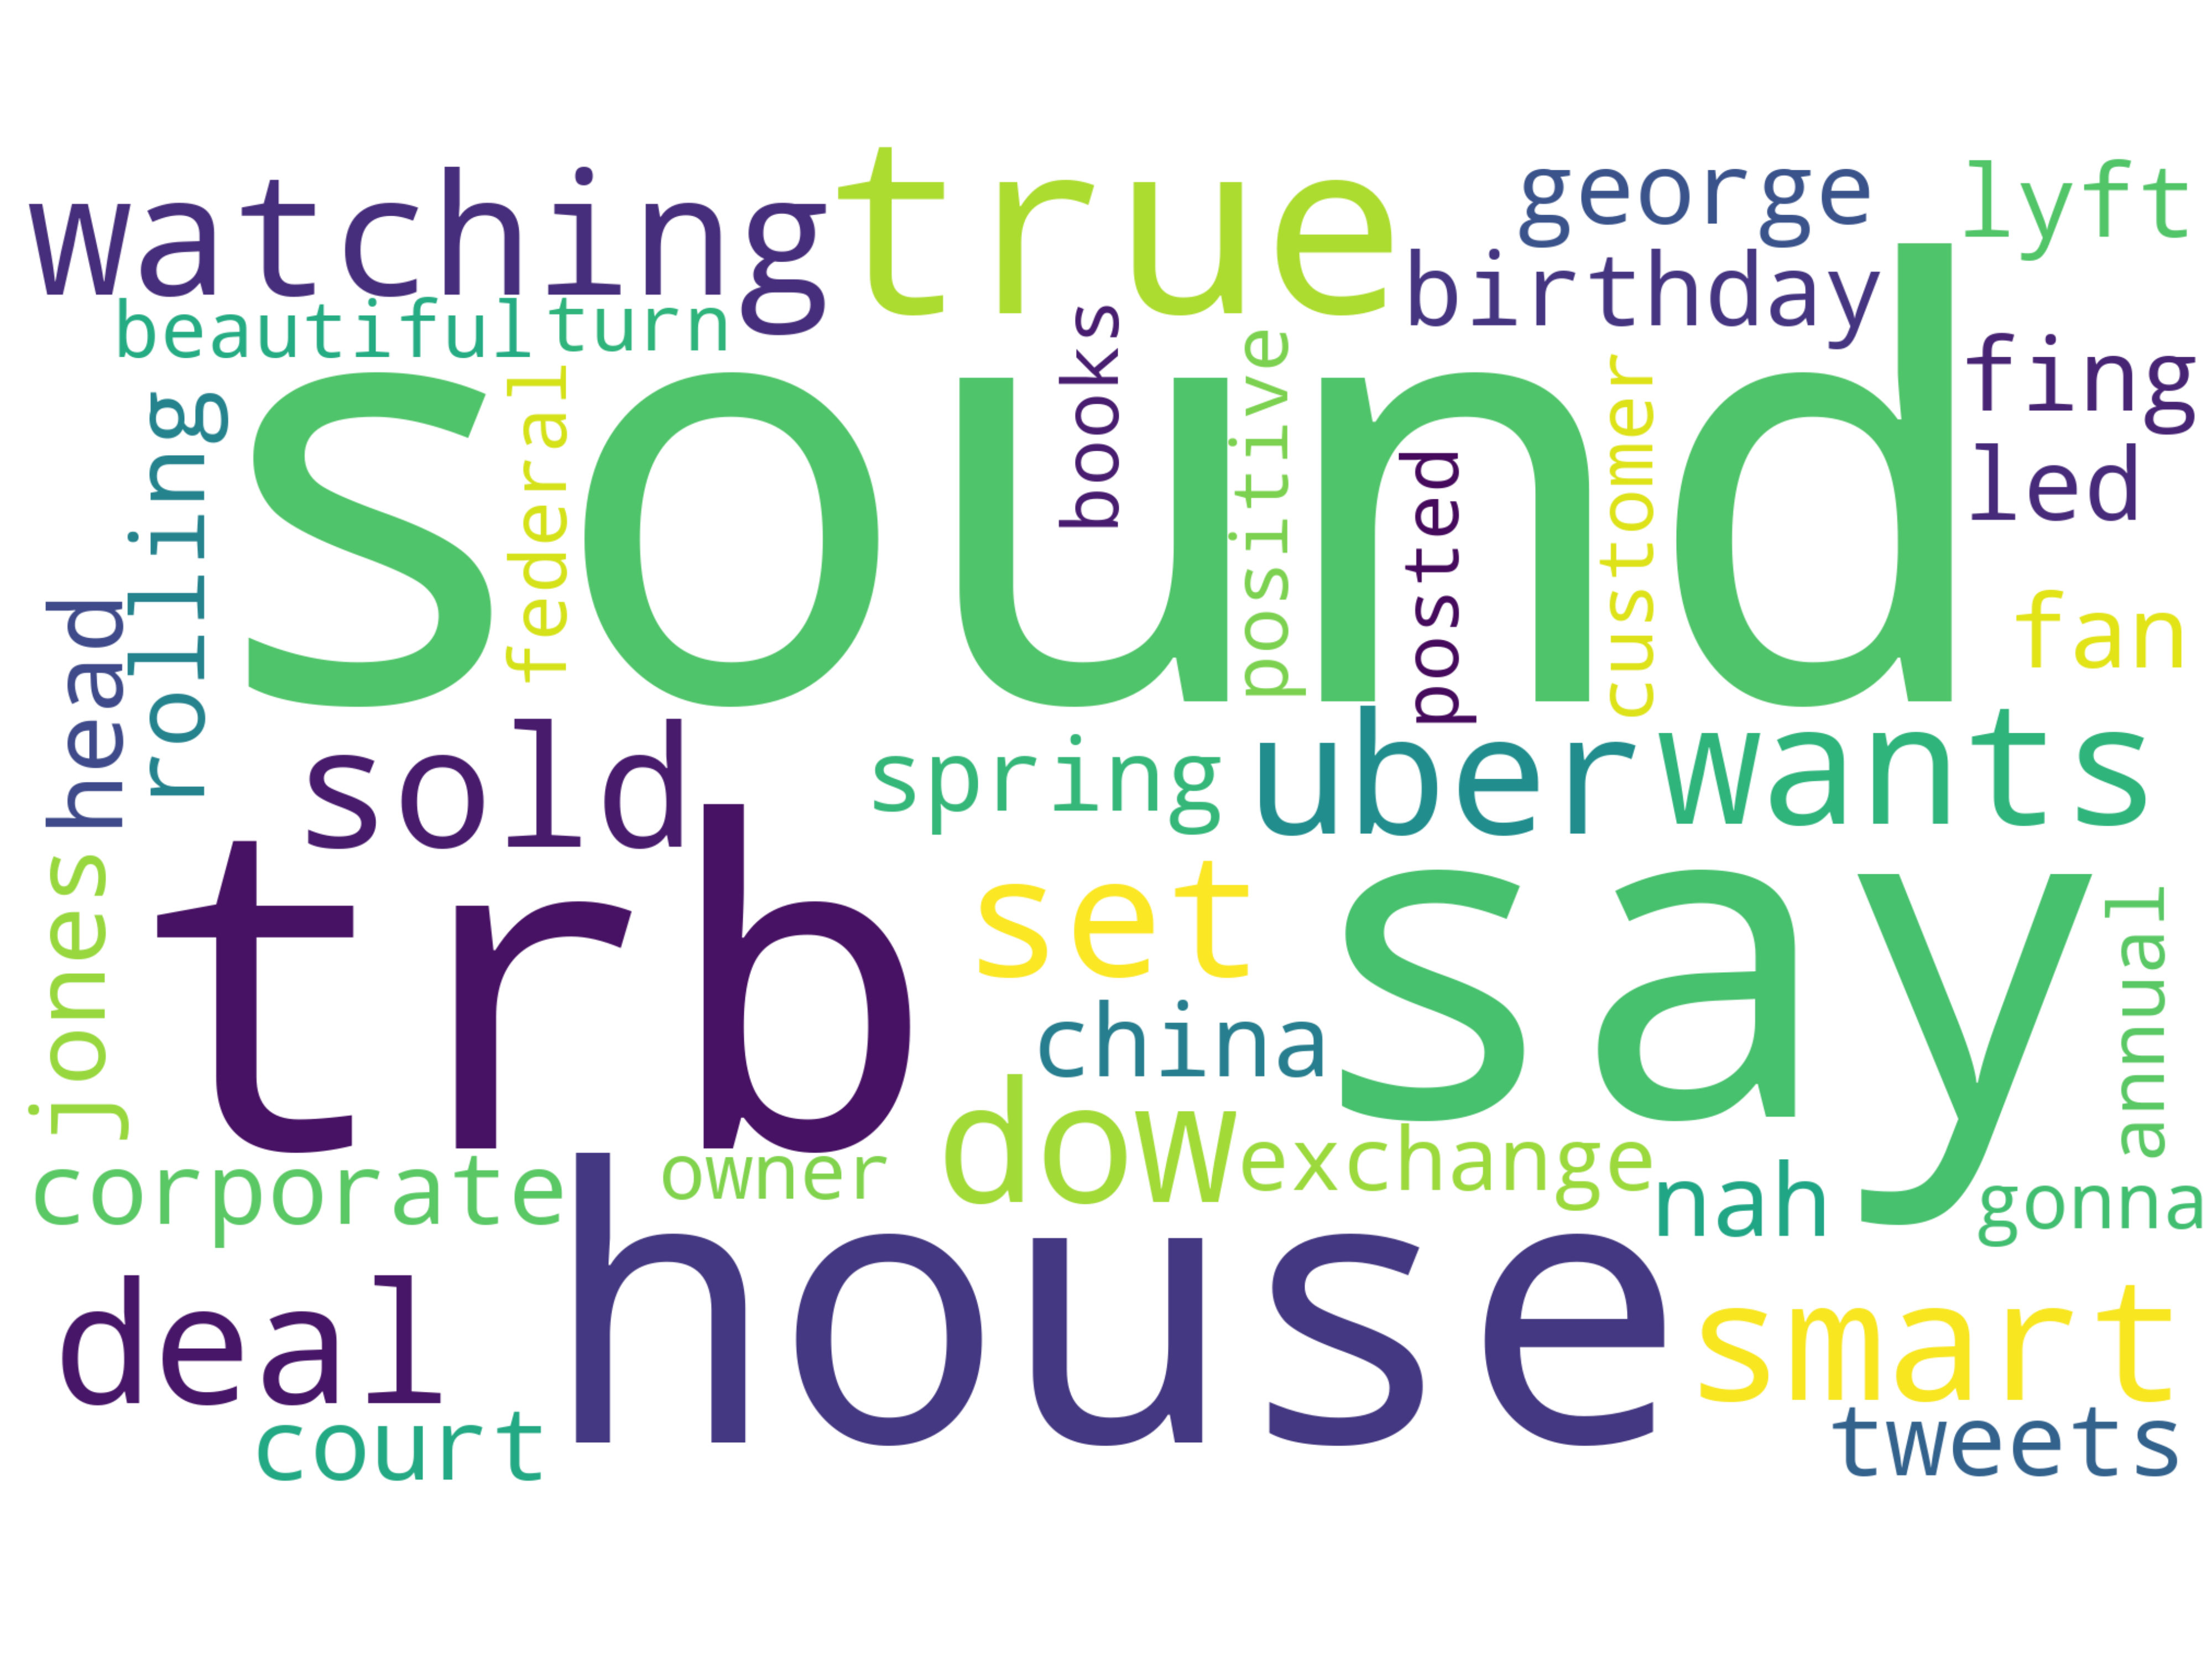 watching
true
george
lyft
birthday
beautiful
turn
books
positive
fing
federal
rolling
customer
led
posted
sound
head
fan
sold
spring
uber
wants
jones
trb
set
say
annual
china
dow
exchange
corporate
owner
nah
gonna
deal
house
smart
court
tweets